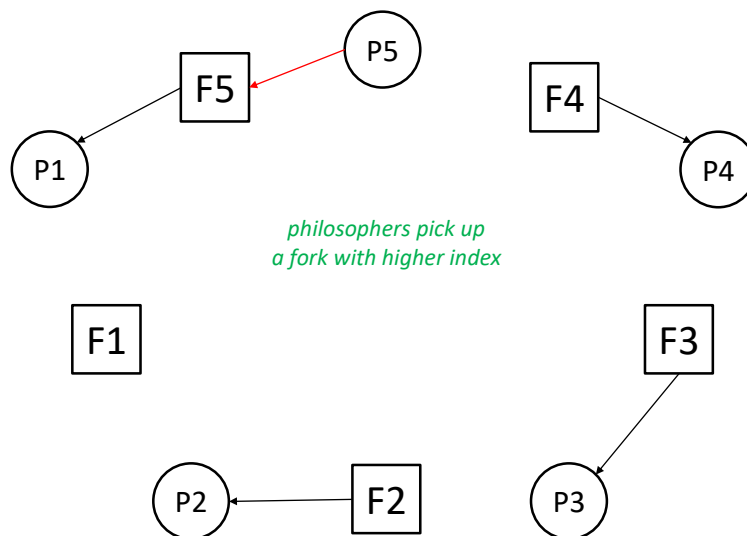 P5
F5
F4
P1
P4
philosophers pick up
a fork with higher index
F1
F3
P2
F2
P3